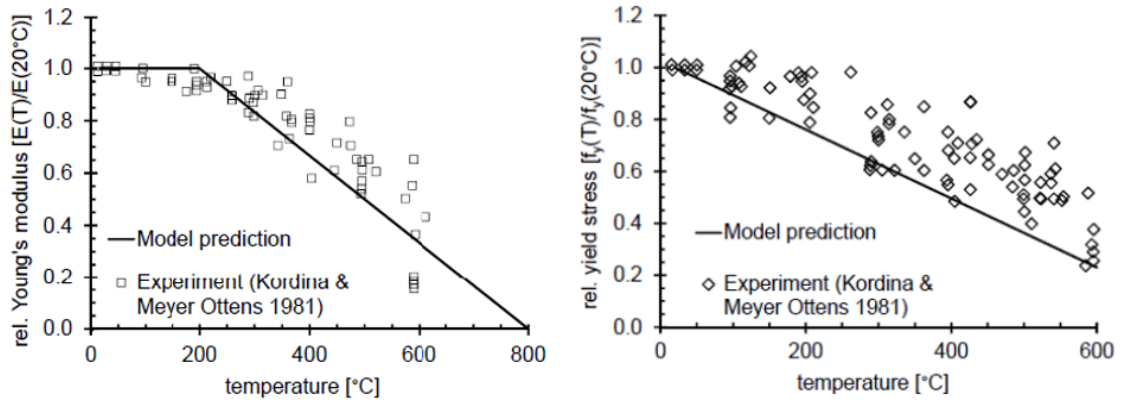 rel. Young's modulus [E(T)/E(20°C)]
1.2
1.0
0.8
0.6
0.4
0.2
0.0
Model prediction
Experiment (Kordina &
Meyer Ottens 1981)
0 200 400 600 800
temperature [°C]
rel. yield stress [fy(T)/fy(20°C)]
1.2
1.0
0.8
0.6
0.4
0.2
0.0
Model prediction
Experiment (Kordina &
Meyer Ottens 1981)
0 200 400 600
temperature [°C]